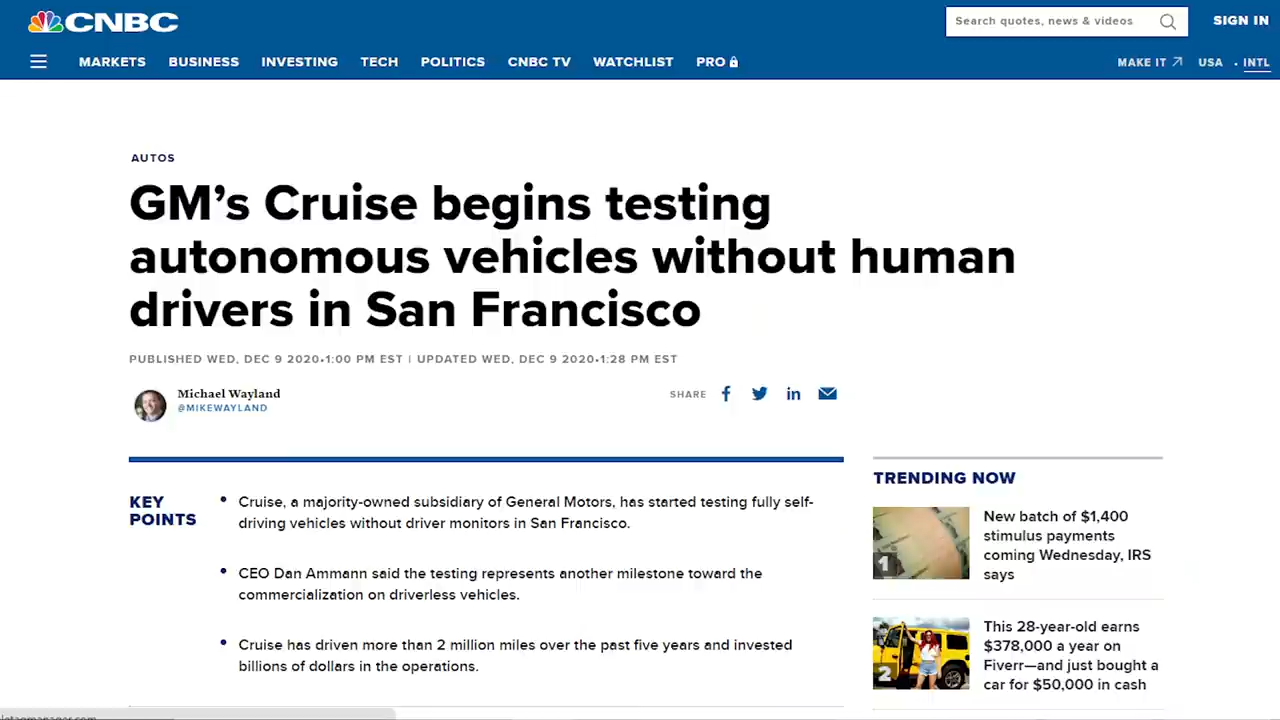 CNBC
Search quotes, news & videos
SIGN IN
MARKETS BUSINESS INVESTING TECH POLITICS CNBC TV WATCHLIST PRO
MAKE IT USA • INTL
AUTOS
GM's Cruise begins testing
autonomous vehicles without human
drivers in San Francisco
PUBLISHED WED, DEC 9 2020•1:00 PM EST | UPDATED WED, DEC 9 2020•1:28 PM EST
Michael Wayland
@MIKEWAYLAND
SHARE
KEY
POINTS
• Cruise, a majority-owned subsidiary of General Motors, has started testing fully self-
driving vehicles without driver monitors in San Francisco.
• CEO Dan Ammann said the testing represents another milestone toward the
commercialization on driverless vehicles.
• Cruise has driven more than 2 million miles over the past five years and invested
billions of dollars in the operations.
TRENDING NOW
1
New batch of $1,400
stimulus payments
coming Wednesday, IRS
says
2
This 28-year-old earns
$378,000 a year on
Fiverr—and just bought a
car for $50,000 in cash